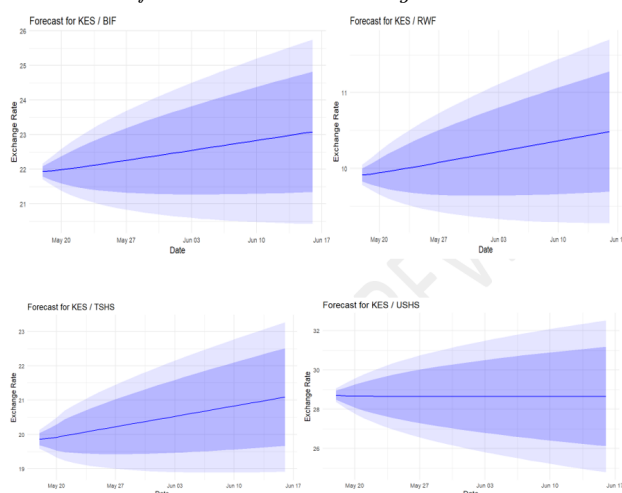 Forecast for KES / BIF
26
25
24
23
22
21
Exchange Rate
May 20 May 27 Jun 03 Jun 10 Jun 17
Date
Forecast for KES / RWF
11
10
Exchange Rate
May 20 May 27 Jun 03 Jun 10 Jun 1
Date
Forecast for KES / TSHS
23
22
21
20
19
Exchange Rate
May 20 May 27 Jun 03 Jun 10 Jun 17
Date
Forecast for KES / USHS
32
30
28
26
Exchange Rate
May 20 May 27 Jun 03 Jun 10 Jun 17
Date